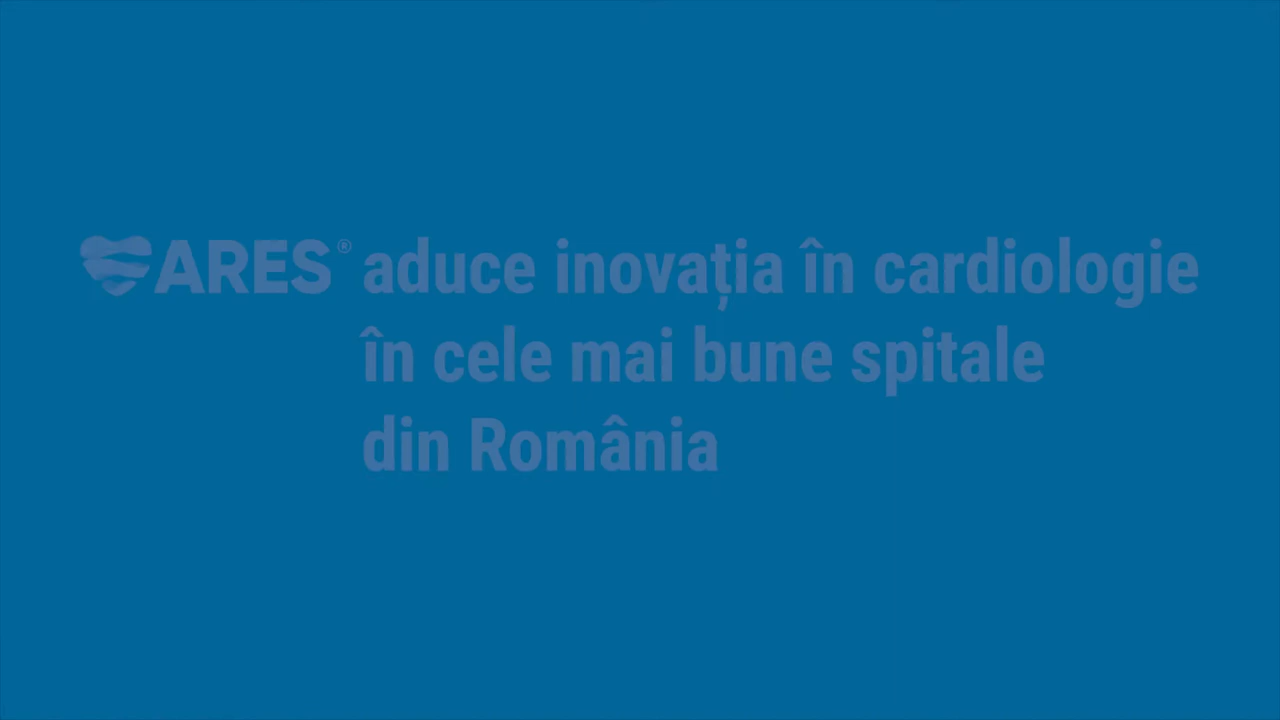 ARES® aduce inovația în cardiologie
în cele mai bune spitale
din România